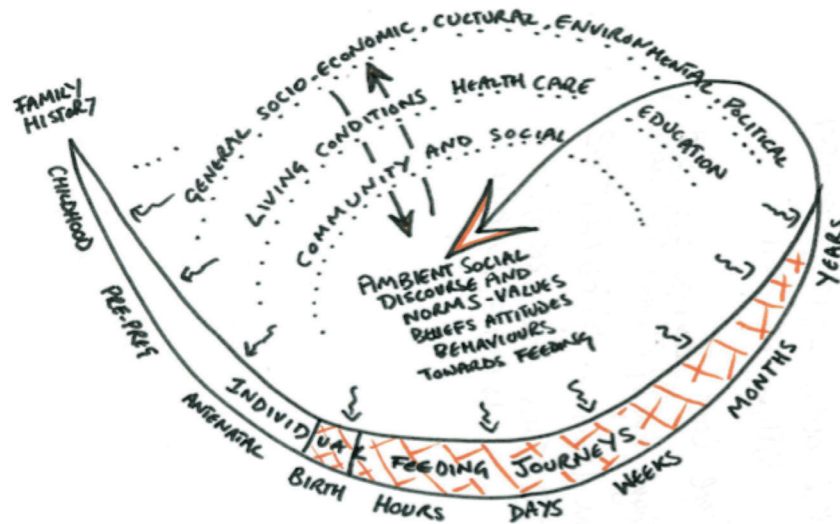 FAMILY
HISTORY
GENERAL SOCIO-ECONOMIC, CULTURAL, ENVIRONMENTAL, POLITICAL
LIVING CONDITIONS HEALTH CARE EDUCATION
COMMUNITY AND SOCIAL
AMBIENT SOCIAL
DISCOURSE AND
NORMS-VALUES
BELIEFS ATTITUDES
BEHAVIOURS
TOWARDS FEEDING
INDIVIDUAL FEEDING JOURNEYS
CHILDHOOD
PRE-PREG
ANTENATAL
BIRTH
HOURS
DAYS
WEEKS
MONTHS
YEARS